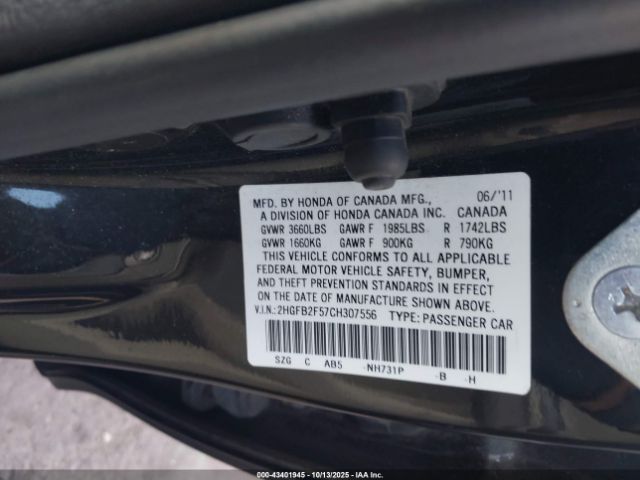 MFD. BY HONDA OF CANADA MFG., 06/'11
A DIVISION OF HONDA CANADA INC. CANADA
GVWR 3660LBS GAWR F 1985LBS R 1742LBS
GVWR 1660KG GAWR F 900KG R 790KG
THIS VEHICLE CONFORMS TO ALL APPLICABLE
FEDERAL MOTOR VEHICLE SAFETY, BUMPER,
AND THEFT PREVENTION STANDARDS IN EFFECT
ON THE DATE OF MANUFACTURE SHOWN ABOVE.
V.I.N.: 2HGFB2F57CH307556 TYPE: PASSENGER CAR
SZG C AB5 -NH731P -B -H
000-43401945 - 10/13/2025 - IAA Inc.